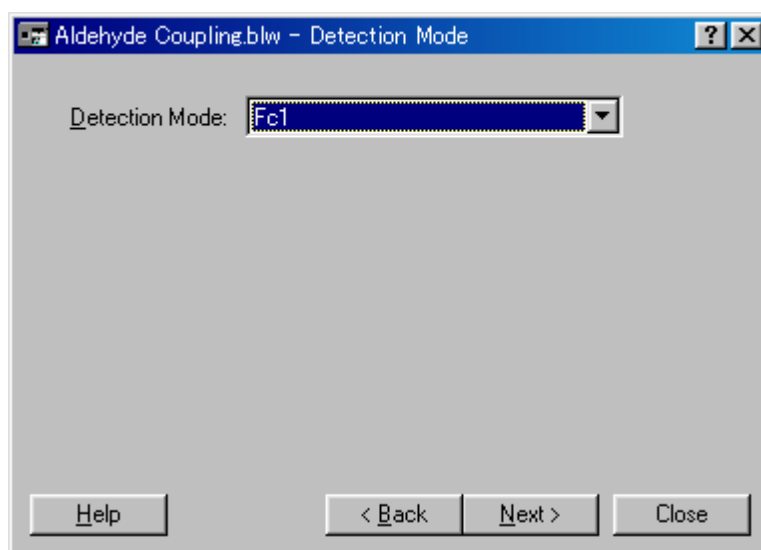 Aldehyde Coupling.blw - Detection Mode
Detection Mode: Fc1
Help < Back Next > Close